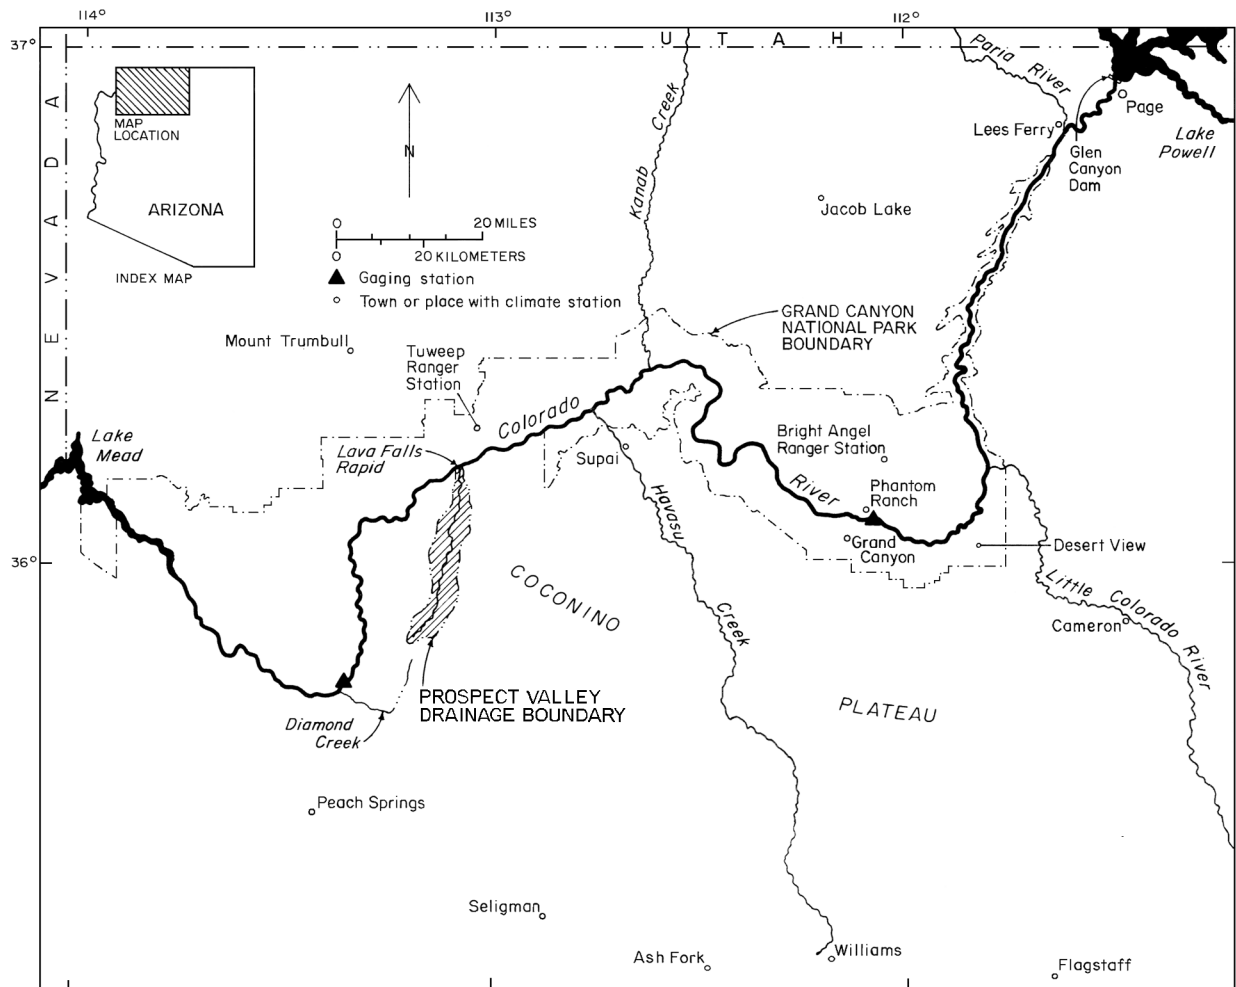 114° 113° 112°
37°
U T A H
NEVADA
Paria River
Page
Lake
Powell
Lees Ferry
Glen
Canyon
Dam
MAP
LOCATION
ARIZONA
INDEX MAP
N
Kanab Creek
Jacob Lake
0 20 MILES
0 20 KILOMETERS
Gaging station
Town or place with climate station
GRAND CANYON
NATIONAL PARK
BOUNDARY
Mount Trumbull
Tuweep
Ranger
Station
Colorado
River
Lake
Mead
Lava Falls
Rapid
Supai
Bright Angel
Ranger Station
Phantom
Ranch
Grand
Canyon
Desert View
Havasu
Creek
36°
COCONINO
PLATEAU
Little Colorado River
Cameron
PROSPECT VALLEY
DRAINAGE BOUNDARY
Diamond
Creek
Peach Springs
Seligman
Ash Fork
Williams
Flagstaff